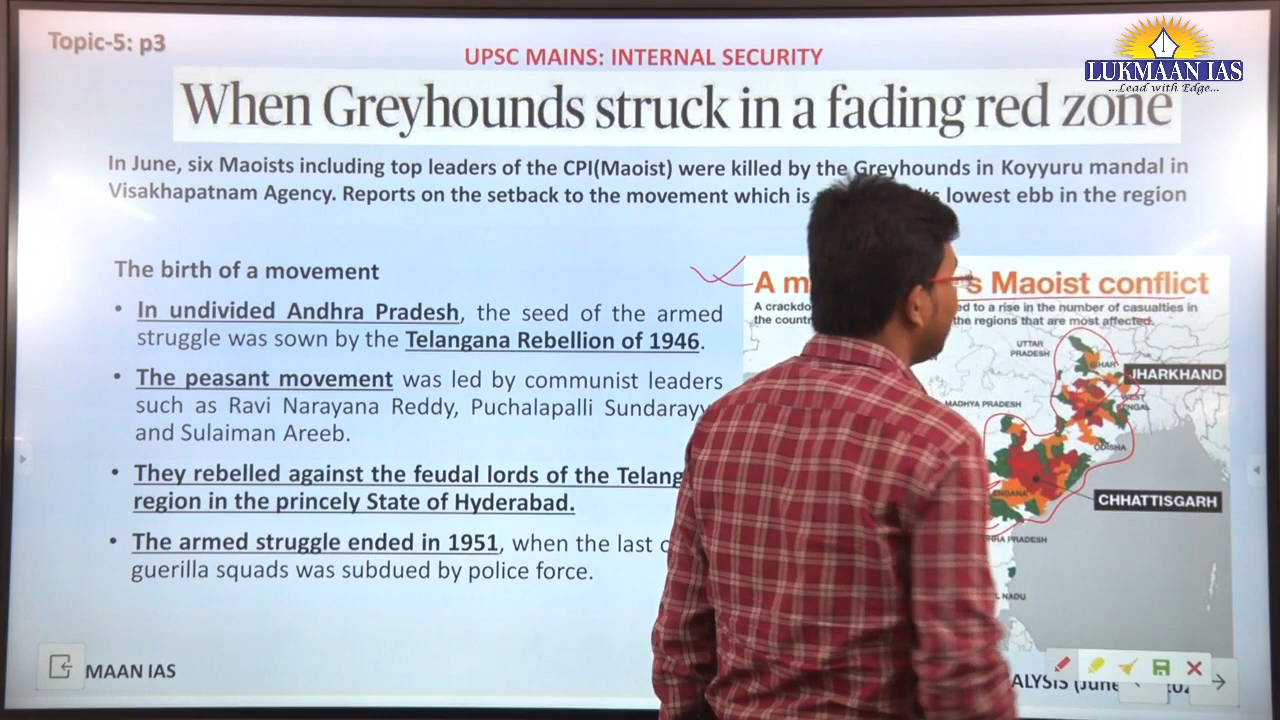 Topic-5: p3
UPSC MAINS: INTERNAL SECURITY
LUKMAAN IAS
...Lead with Edge...
When Greyhounds struck in a fading red zone
In June, six Maoists including top leaders of the CPI(Maoist) were killed by the Greyhounds in Koyyuru mandal in
Visakhapatnam Agency. Reports on the setback to the movement which is lowest ebb in the region
The birth of a movement
• In undivided Andhra Pradesh, the seed of the armed
struggle was sown by the Telangana Rebellion of 1946.
• The peasant movement was led by communist leaders
such as Ravi Narayana Reddy, Puchalapalli
and Sulaiman Areeb.
• They rebelled against the feudal lords of the
region in the princely State of Hyderabad.
• The armed struggle ended in 1951, when the last
guerilla squads was subdued by police force.
A Maoist conflict
A to a rise in the number of casualties in
the the regions that are most affected.
UTTAR
PRADESH
JHARKHAND
WEST
BENGAL
MADHYA PRADESH
ODISHA
CHHATTISGARH
PRADESH
NADU
MAAN IAS